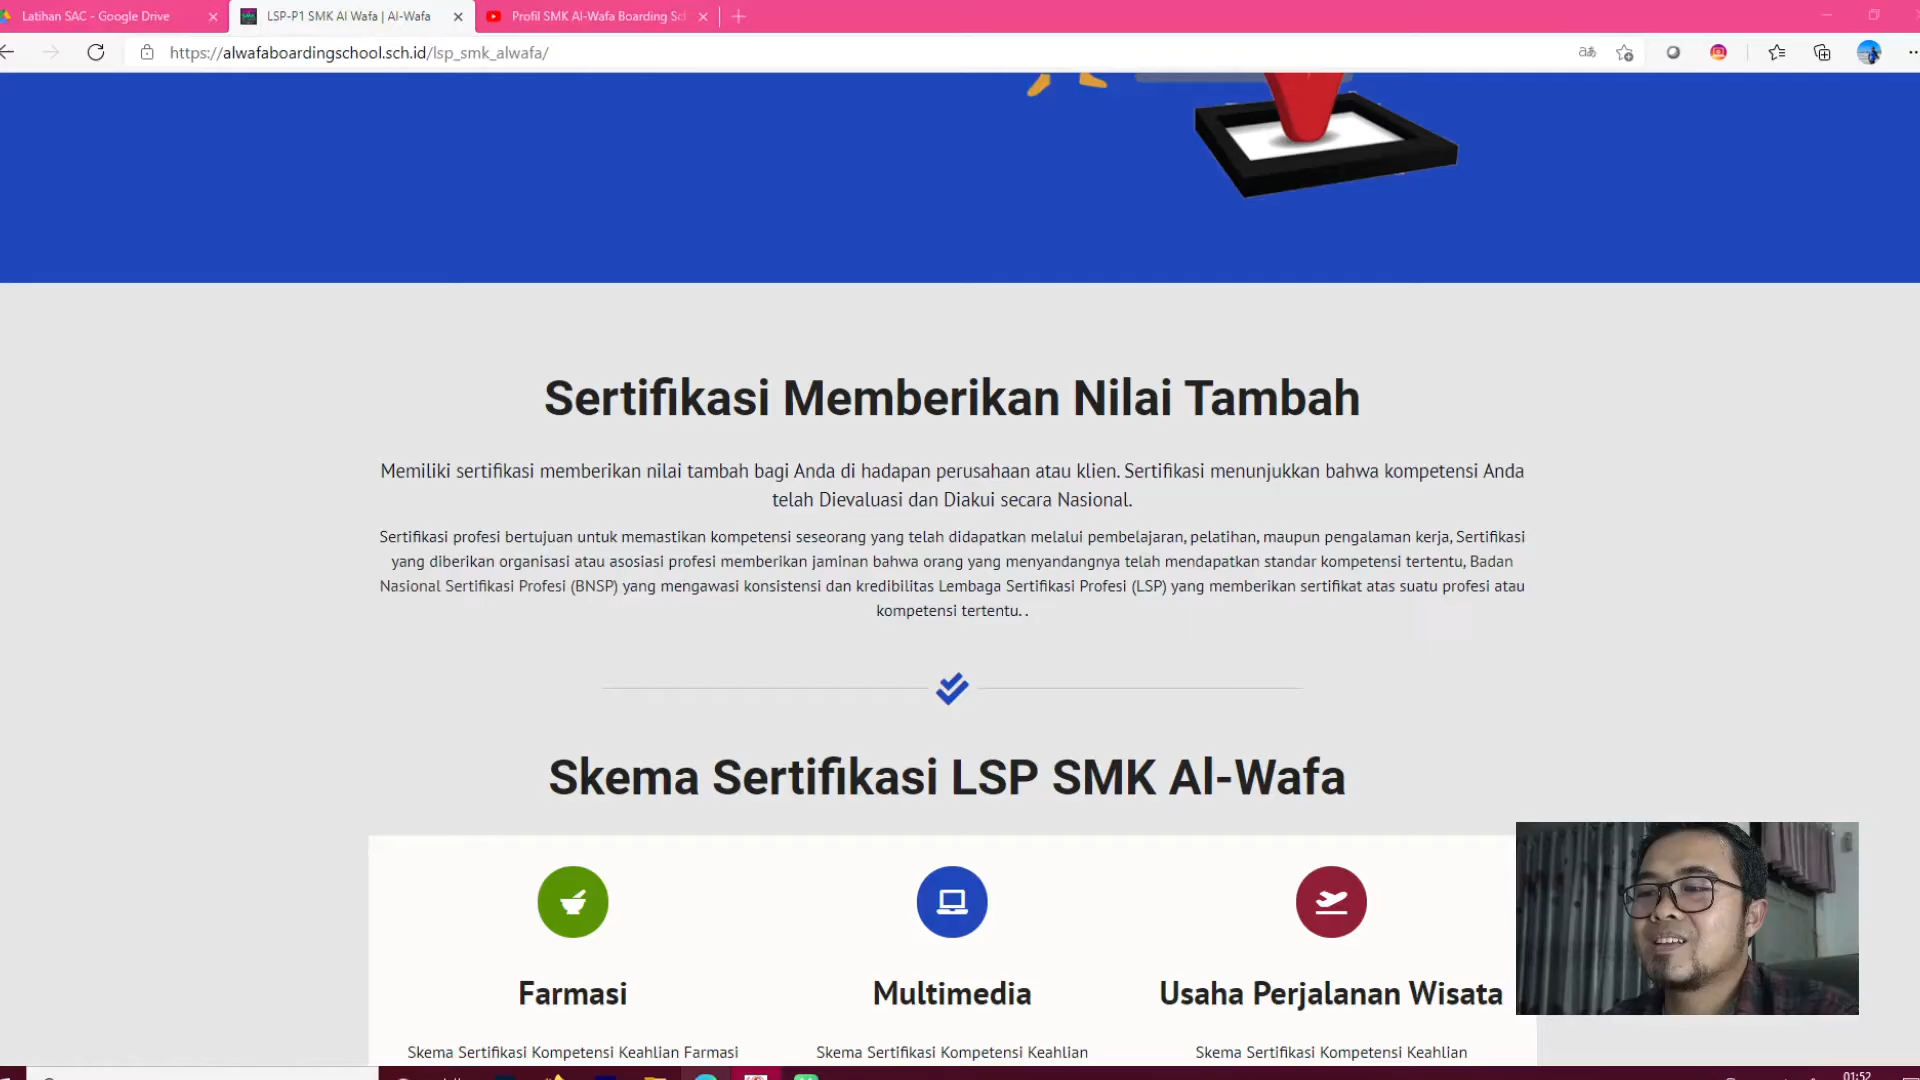 Latihan SAC - Google Drive
LSP-P1 SMK Al Wafa | Al-Wafa
Profil SMK Al-Wafa Boarding Sc
https://alwafaboardingschool.sch.id/lsp_smk_alwafa/
Sertifikasi Memberikan Nilai Tambah
Memiliki sertifikasi memberikan nilai tambah bagi Anda di hadapan perusahaan atau klien. Sertifikasi menunjukkan bahwa kompetensi Anda
telah Dievaluasi dan Diakui secara Nasional.
Sertifikasi profesi bertujuan untuk memastikan kompetensi seseorang yang telah didapatkan melalui pembelajaran, pelatihan, maupun pengalaman kerja, Sertifikasi
yang diberikan organisasi atau asosiasi profesi memberikan jaminan bahwa orang yang menyandangnya telah mendapatkan standar kompetensi tertentu, Badan
Nasional Sertifikasi Profesi (BNSP) yang mengawasi konsistensi dan kredibilitas Lembaga Sertifikasi Profesi (LSP) yang memberikan sertifikat atas suatu profesi atau
kompetensi tertentu. .
Skema Sertifikasi LSP SMK Al-Wafa
Farmasi
Multimedia
Usaha Perjalanan Wisata
Skema Sertifikasi Kompetensi Keahlian Farmasi
Skema Sertifikasi Kompetensi Keahlian
Skema Sertifikasi Kompetensi Keahlian
01:52